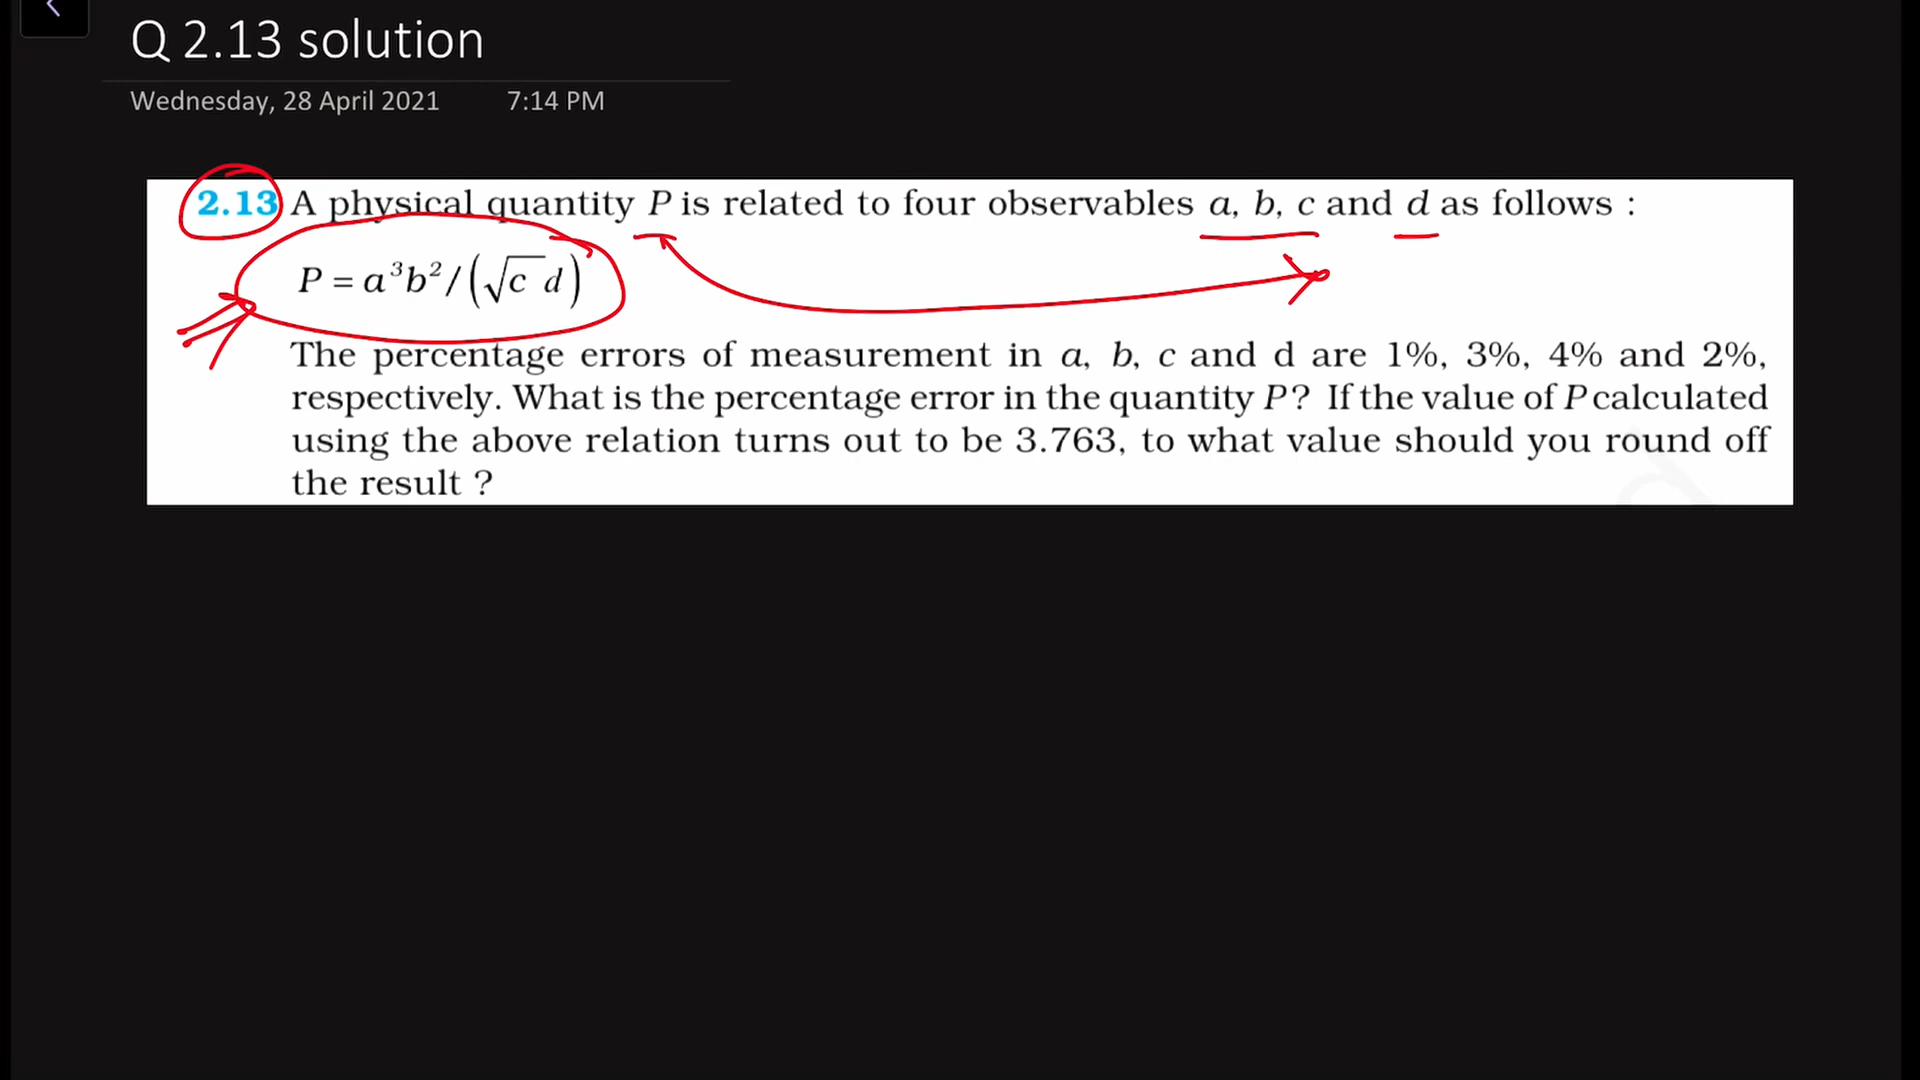 Q 2.13 solution
Wednesday, 28 April 2021 7:14 PM
2.13 A physical quantity P is related to four observables a, b, c and d as follows :
P = a³b²/(√c d)
The percentage errors of measurement in a, b, c and d are 1%, 3%, 4% and 2%,
respectively. What is the percentage error in the quantity P? If the value of P calculated
using the above relation turns out to be 3.763, to what value should you round off
the result ?